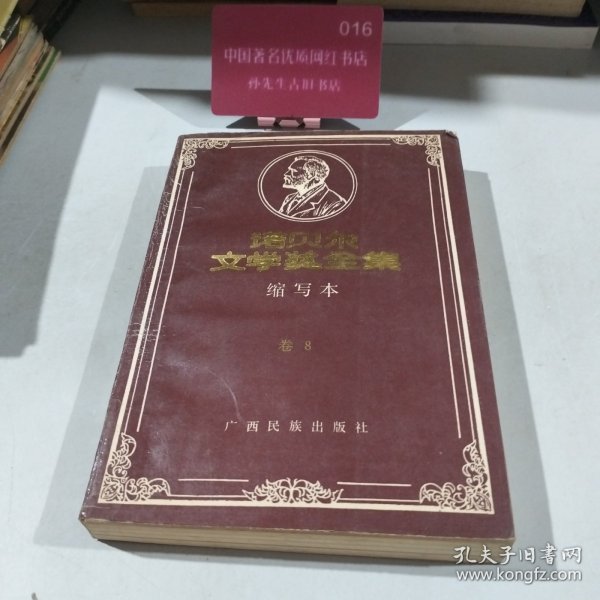 016
中国著名优质网红书店
孙先生古旧书店
诺贝尔
文学奖全集
缩写本
卷 8
广西民族出版社
孔夫子旧书网
www.kongfz.com